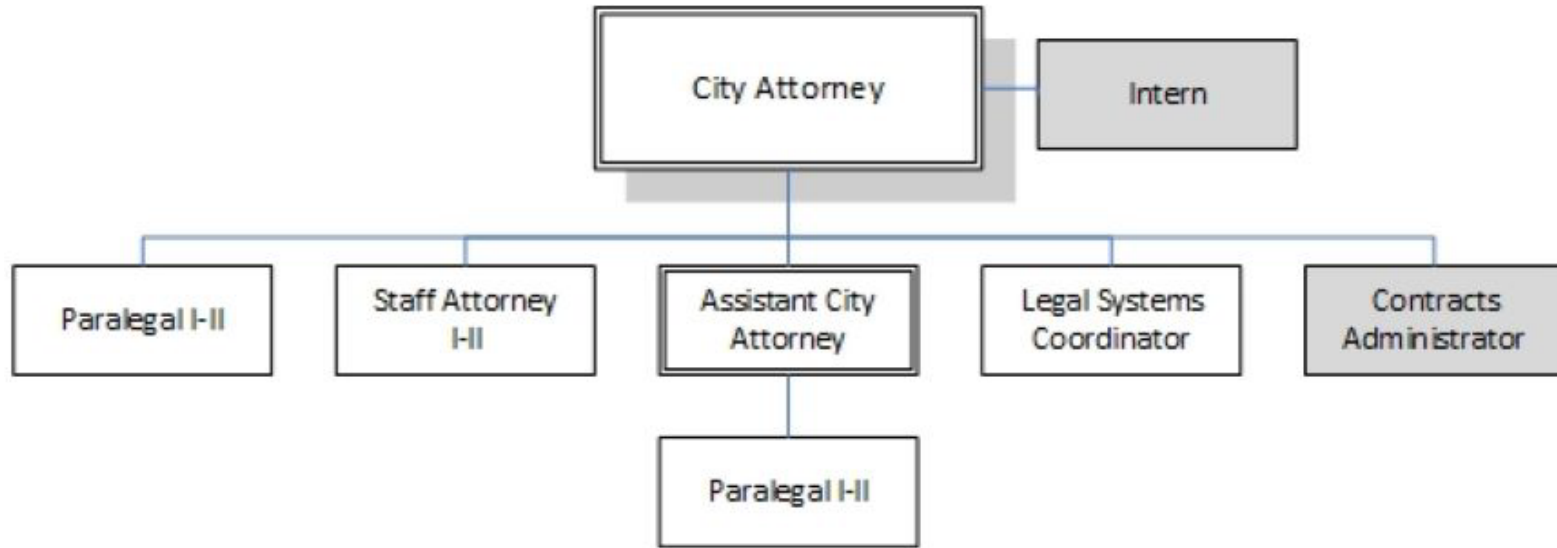 City Attorney
Intern
Paralegal I-II
Staff Attorney
I-II
Assistant City
Attorney
Legal Systems
Coordinator
Contracts
Administrator
Paralegal I-II